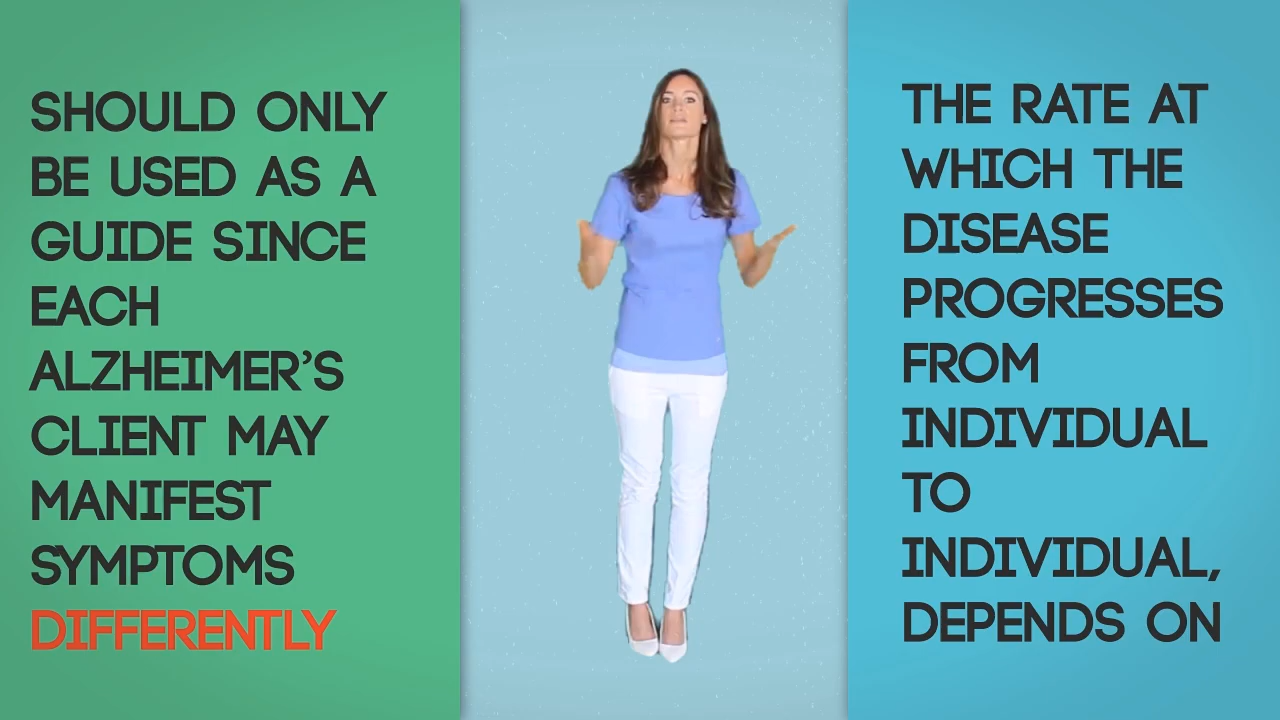 SHOULD ONLY
BE USED AS A
GUIDE SINCE
EACH
ALZHEIMER'S
CLIENT MAY
MANIFEST
SYMPTOMS
DIFFERENTLY
THE RATE AT
WHICH THE
DISEASE
PROGRESSES
FROM
INDIVIDUAL
TO
INDIVIDUAL,
DEPENDS ON